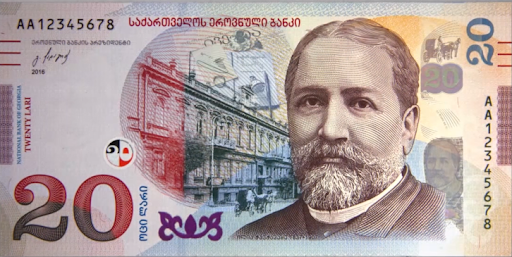 AA12345678
საქართველოს ეროვნული ბანკი
ეროვნული ბანკის პრეზიდენტი
2016
20
20
NATIONAL BANK OF GEORGIA
TWENTY LARI
20
ოცი ლარი
AA12345678